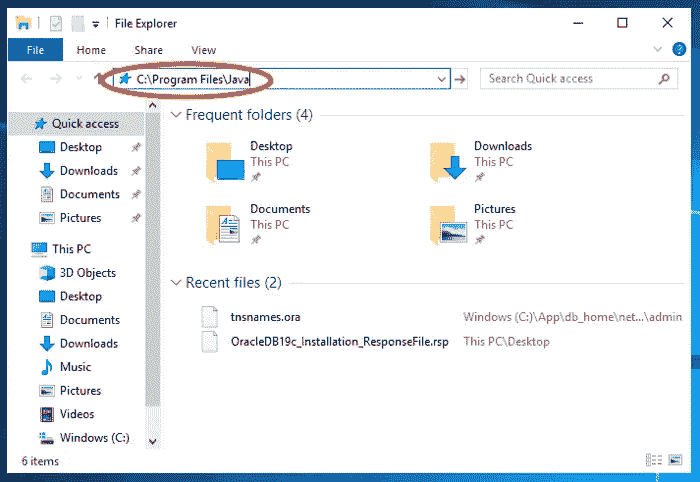 File Explorer
File Home Share View
C:\Program Files\Java
Search Quick access
Quick access
Desktop
Downloads
Documents
Pictures
This PC
3D Objects
Desktop
Documents
Downloads
Music
Pictures
Videos
Windows (C:)
Frequent folders (4)
Desktop
This PC
Downloads
This PC
Documents
This PC
Pictures
This PC
Recent files (2)
tnsnames.ora Windows (C:)\App\db_home\net...\admin
OracleDB19c_Installation_ResponseFile.rsp This PC\Desktop
6 items